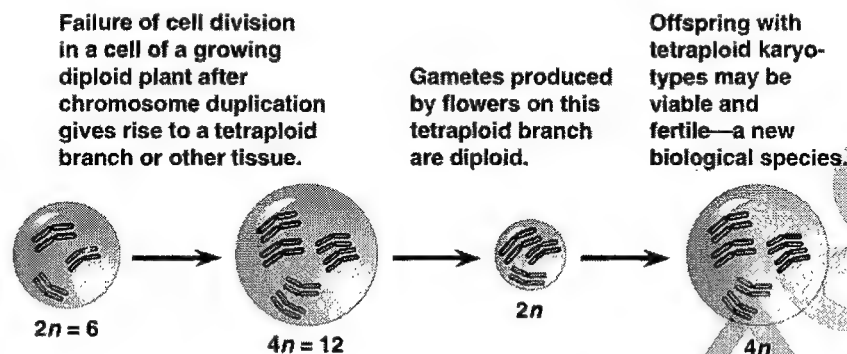 Failure of cell division
in a cell of a growing
diploid plant after
chromosome duplication
gives rise to a tetraploid
branch or other tissue.
Gametes produced
by flowers on this
tetraploid branch
are diploid.
Offspring with
tetraploid karyo-
types may be
viable and
fertile—a new
biological species.
2n = 6
4n = 12
2n
4n